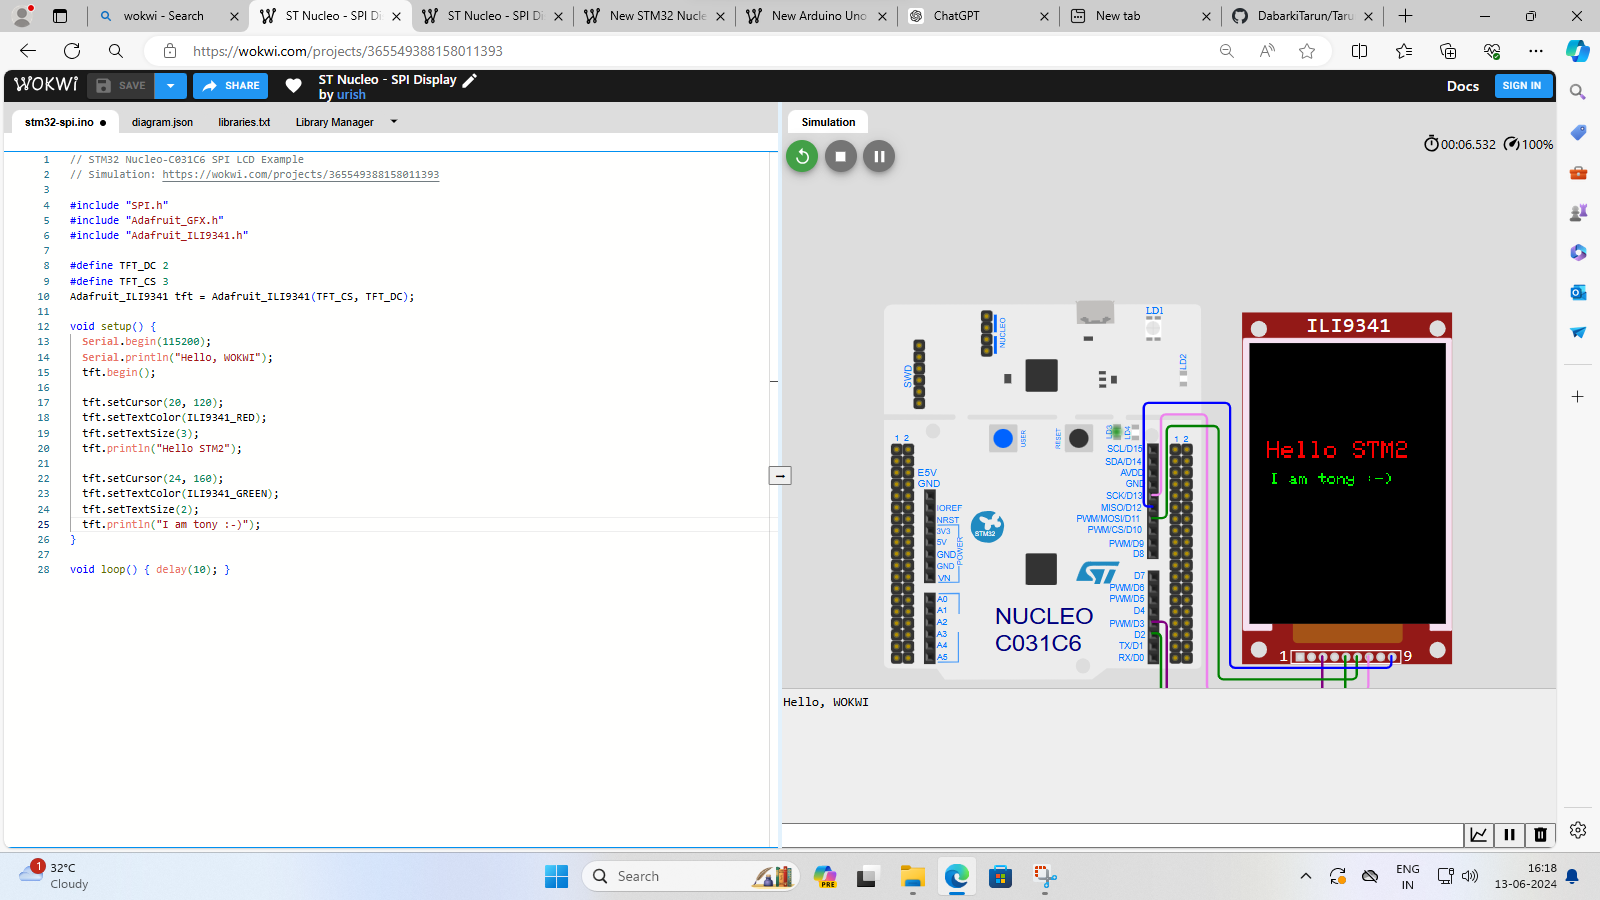 wokwi - Search
ST Nucleo - SPI Di
ST Nucleo - SPI Di
New STM32 Nucle
New Arduino Uno
ChatGPT
New tab
DabarkiTarun/Taru
https://wokwi.com/projects/365549388158011393
WOKWi
SAVE
SHARE
ST Nucleo - SPI Display
by urish
Docs
SIGN IN
stm32-spi.ino
diagram.json
libraries.txt
Library Manager
Simulation
00:06.532
100%
1 // STM32 Nucleo-C031C6 SPI LCD Example
2 // Simulation: https://wokwi.com/projects/365549388158011393
3
4 #include "SPI.h"
5 #include "Adafruit_GFX.h"
6 #include "Adafruit_ILI9341.h"
7
8 #define TFT_DC 2
9 #define TFT_CS 3
10 Adafruit_ILI9341 tft = Adafruit_ILI9341(TFT_CS, TFT_DC);
11
12 void setup() {
13 Serial.begin(115200);
14 Serial.println("Hello, WOKWI");
15 tft.begin();
16
17 tft.setCursor(20, 120);
18 tft.setTextColor(ILI9341_RED);
19 tft.setTextSize(3);
20 tft.println("Hello STM2");
21
22 tft.setCursor(24, 160);
23 tft.setTextColor(ILI9341_GREEN);
24 tft.setTextSize(2);
25 tft.println("I am tony :-)");
26 }
27
28 void loop() { delay(10); }
NUCLEO
LD1
SWD
LD2
USER
RESET
LD3
LD4
1 2
1 2
E5V
GND
IOREF
NRST
3V3
5V
GND
GND
VN
POWER
A0
A1
A2
A3
A4
A5
STM32
NUCLEO
C031C6
SCL/D15
SDA/D14
AVDD
GND
SCK/D13
MISO/D12
PWM/MOSI/D11
PWM/CS/D10
PWM/D9
D8
D7
PWM/D6
PWM/D5
D4
PWM/D3
D2
TX/D1
RX/D0
ILI9341
Hello STM2
I am tony :-)
1
9
Hello, WOKWI
1
32°C
Cloudy
Search
PRE
ENG
IN
16:18
13-06-2024